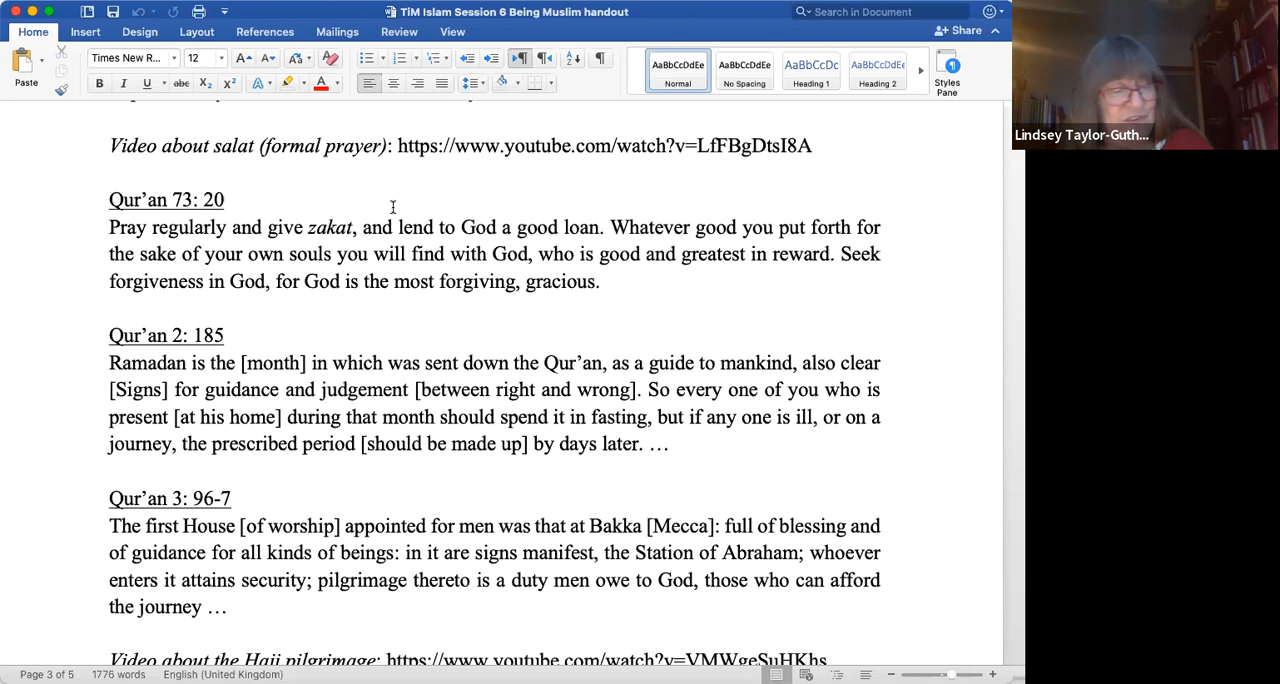 TiM Islam Session 6 Being Muslim handout
Search in Document
Home Insert Design Layout References Mailings Review View
Share
Paste
Times New R... 12
AaBbCcDdEe AaBbCcDdEe AaBbCcDc AaBbCcDdEe
Normal No Spacing Heading 1 Heading 2
Styles
Pane
Lindsey Taylor-Guth...
Video about salat (formal prayer): https://www.youtube.com/watch?v=LfFBgDtsI8A
Qur’an 73: 20
Pray regularly and give zakat, and lend to God a good loan. Whatever good you put forth for
the sake of your own souls you will find with God, who is good and greatest in reward. Seek
forgiveness in God, for God is the most forgiving, gracious.
Qur’an 2: 185
Ramadan is the [month] in which was sent down the Qur’an, as a guide to mankind, also clear
[Signs] for guidance and judgement [between right and wrong]. So every one of you who is
present [at his home] during that month should spend it in fasting, but if any one is ill, or on a
journey, the prescribed period [should be made up] by days later. …
Qur’an 3: 96-7
The first House [of worship] appointed for men was that at Bakka [Mecca]: full of blessing and
of guidance for all kinds of beings: in it are signs manifest, the Station of Abraham; whoever
enters it attains security; pilgrimage thereto is a duty men owe to God, those who can afford
the journey …
Video about the Hajj pilgrimage: https://www.youtube.com/watch?v=VMWgeSuHKhs
Page 3 of 5 1776 words English (United Kingdom)